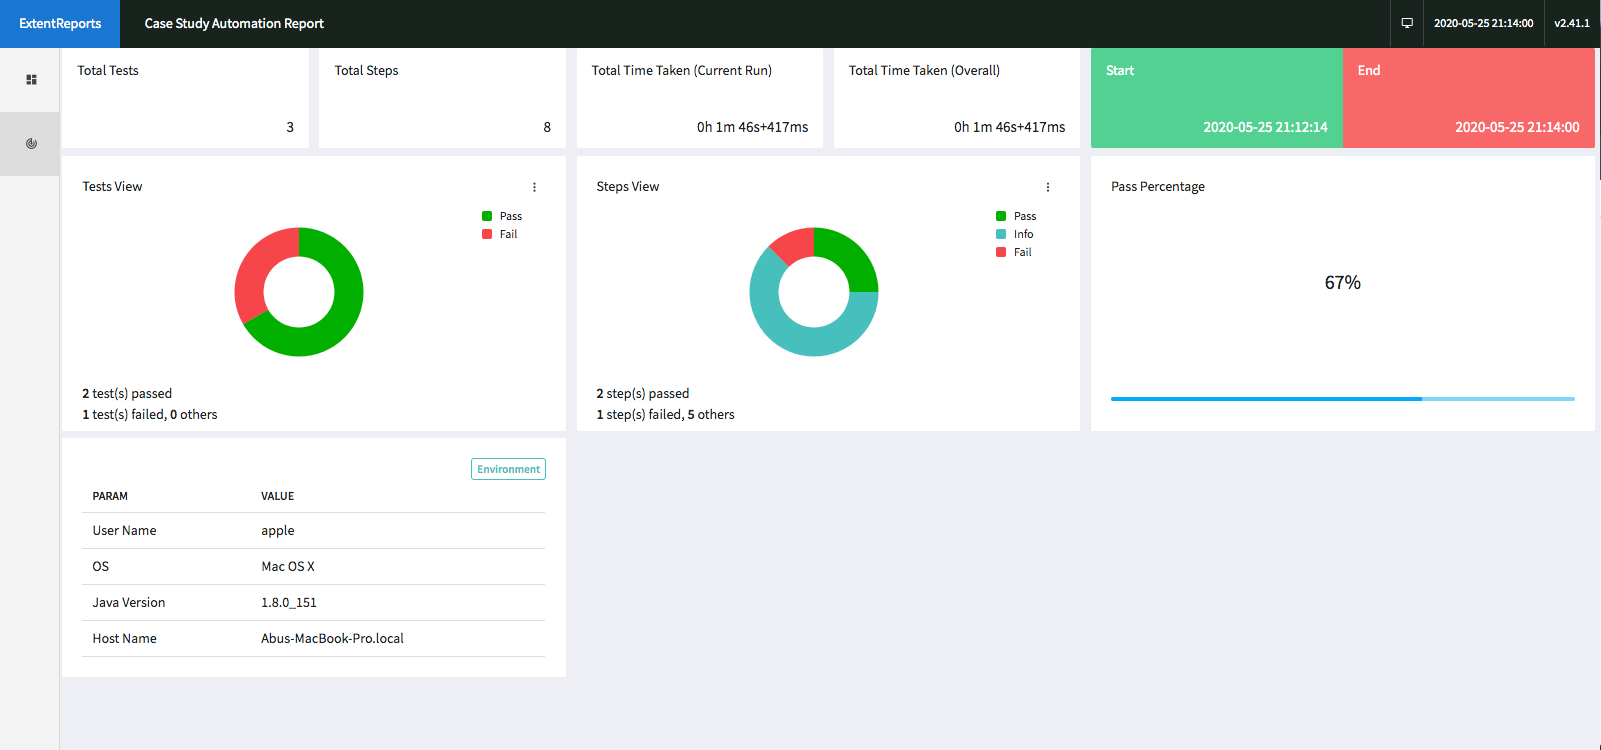 ExtentReports
Case Study Automation Report
2020-05-25 21:14:00
v2.41.1
Total Tests
3
Total Steps
8
Total Time Taken (Current Run)
0h 1m 46s+417ms
Total Time Taken (Overall)
0h 1m 46s+417ms
Start
2020-05-25 21:12:14
End
2020-05-25 21:14:00
Tests View
Pass
Fail
2 test(s) passed
1 test(s) failed, 0 others
Steps View
Pass
Info
Fail
2 step(s) passed
1 step(s) failed, 5 others
Pass Percentage
67%
Environment
PARAM VALUE
User Name apple
OS Mac OS X
Java Version 1.8.0_151
Host Name Abus-MacBook-Pro.local